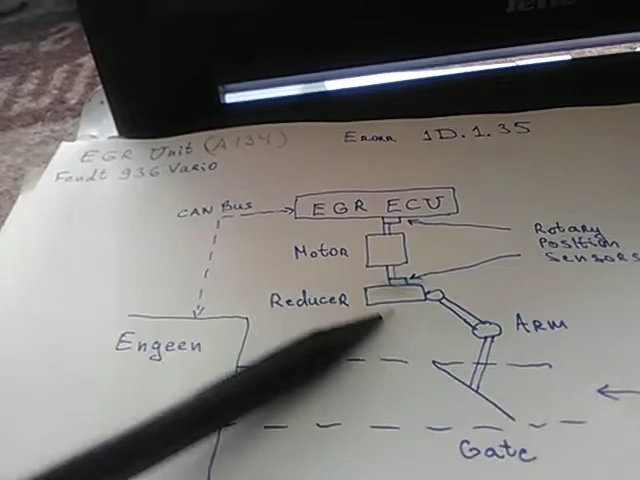 EGR Unit (A134)
Error 1D.1.35
Fendt 936 Vario
CAN Bus
EGR ECU
Rotary
Position
Sensors
Motor
Reducer
Arm
Engeen
Gate